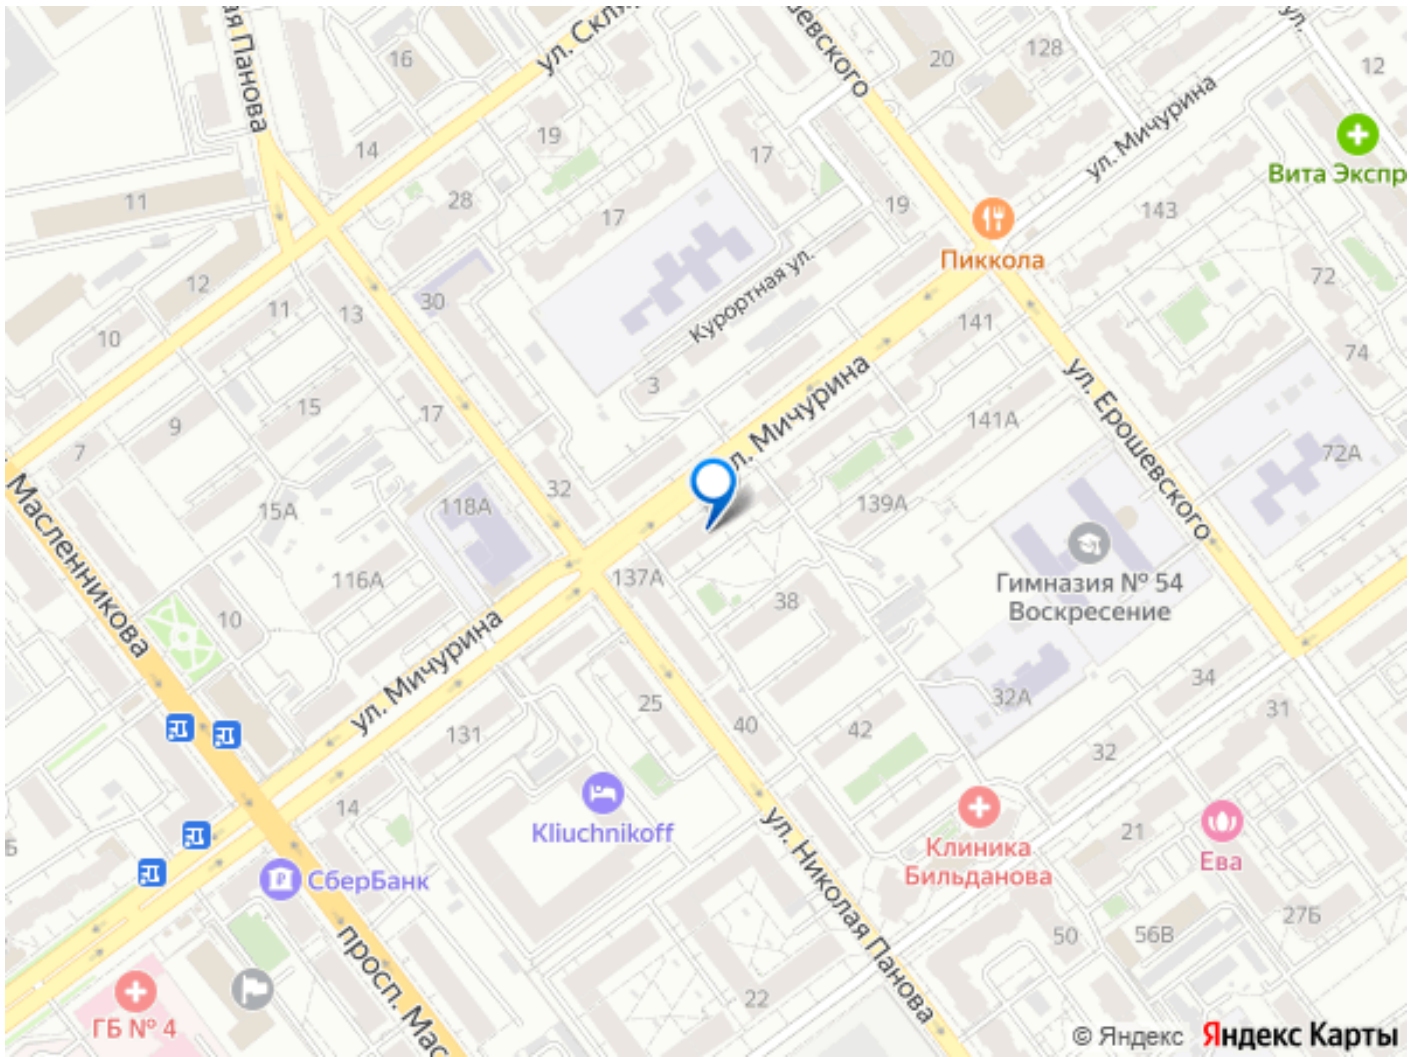 ая Панова
ул. Скля
шевского
ул.
16
20
128
12
ул. Мичурина
Вита Экспр
14
19
17
11
28
17
19
143
Пиккола
12
30
Курортная ул.
72
11
13
10
141
74
3
ул. Мичурина
ул. Ерошевского
15
17
9
7
141А
72А
Масленникова
32
118А
15А
139А
Гимназия № 54
Воскресение
116А
137А
38
10
ул. Мичурина
32А
34
25
40
42
31
131
32
14
Kliuchnikoff
21
ул. Николая Панова
Клиника
Бильданова
Ева
СберБанк
27Б
50
56В
просп. Мас
22
ГБ № 4
© Яндекс Яндекс Карты